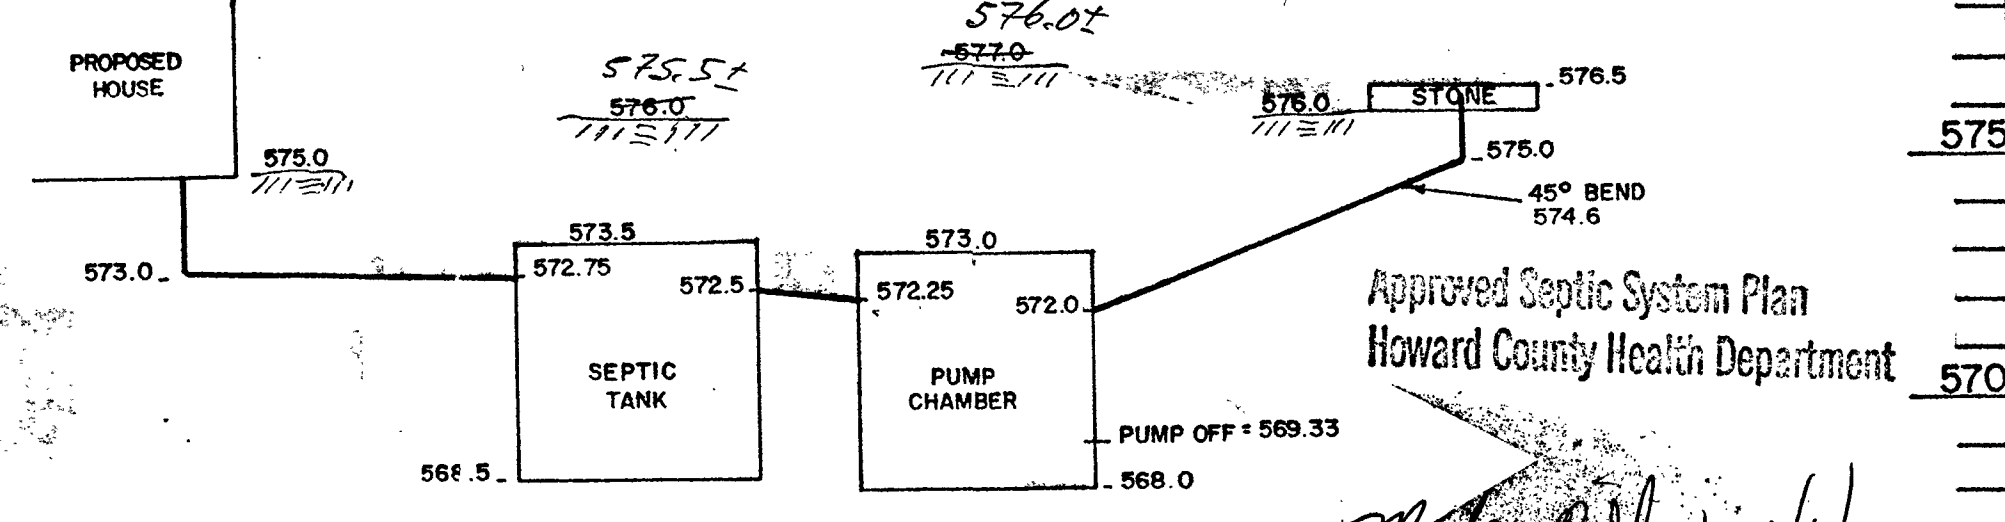 576.0±
577.0
575.5±
576.0
PROPOSED
HOUSE
575.0
573.0
573.5
572.75
572.5
SEPTIC
TANK
568.5
573.0
572.25
572.0
PUMP
CHAMBER
PUMP OFF = 569.33
568.0
576.0
STONE
576.5
575.0
45° BEND
574.6
Approved Septic System Plan
Howard County Health Department
575
570